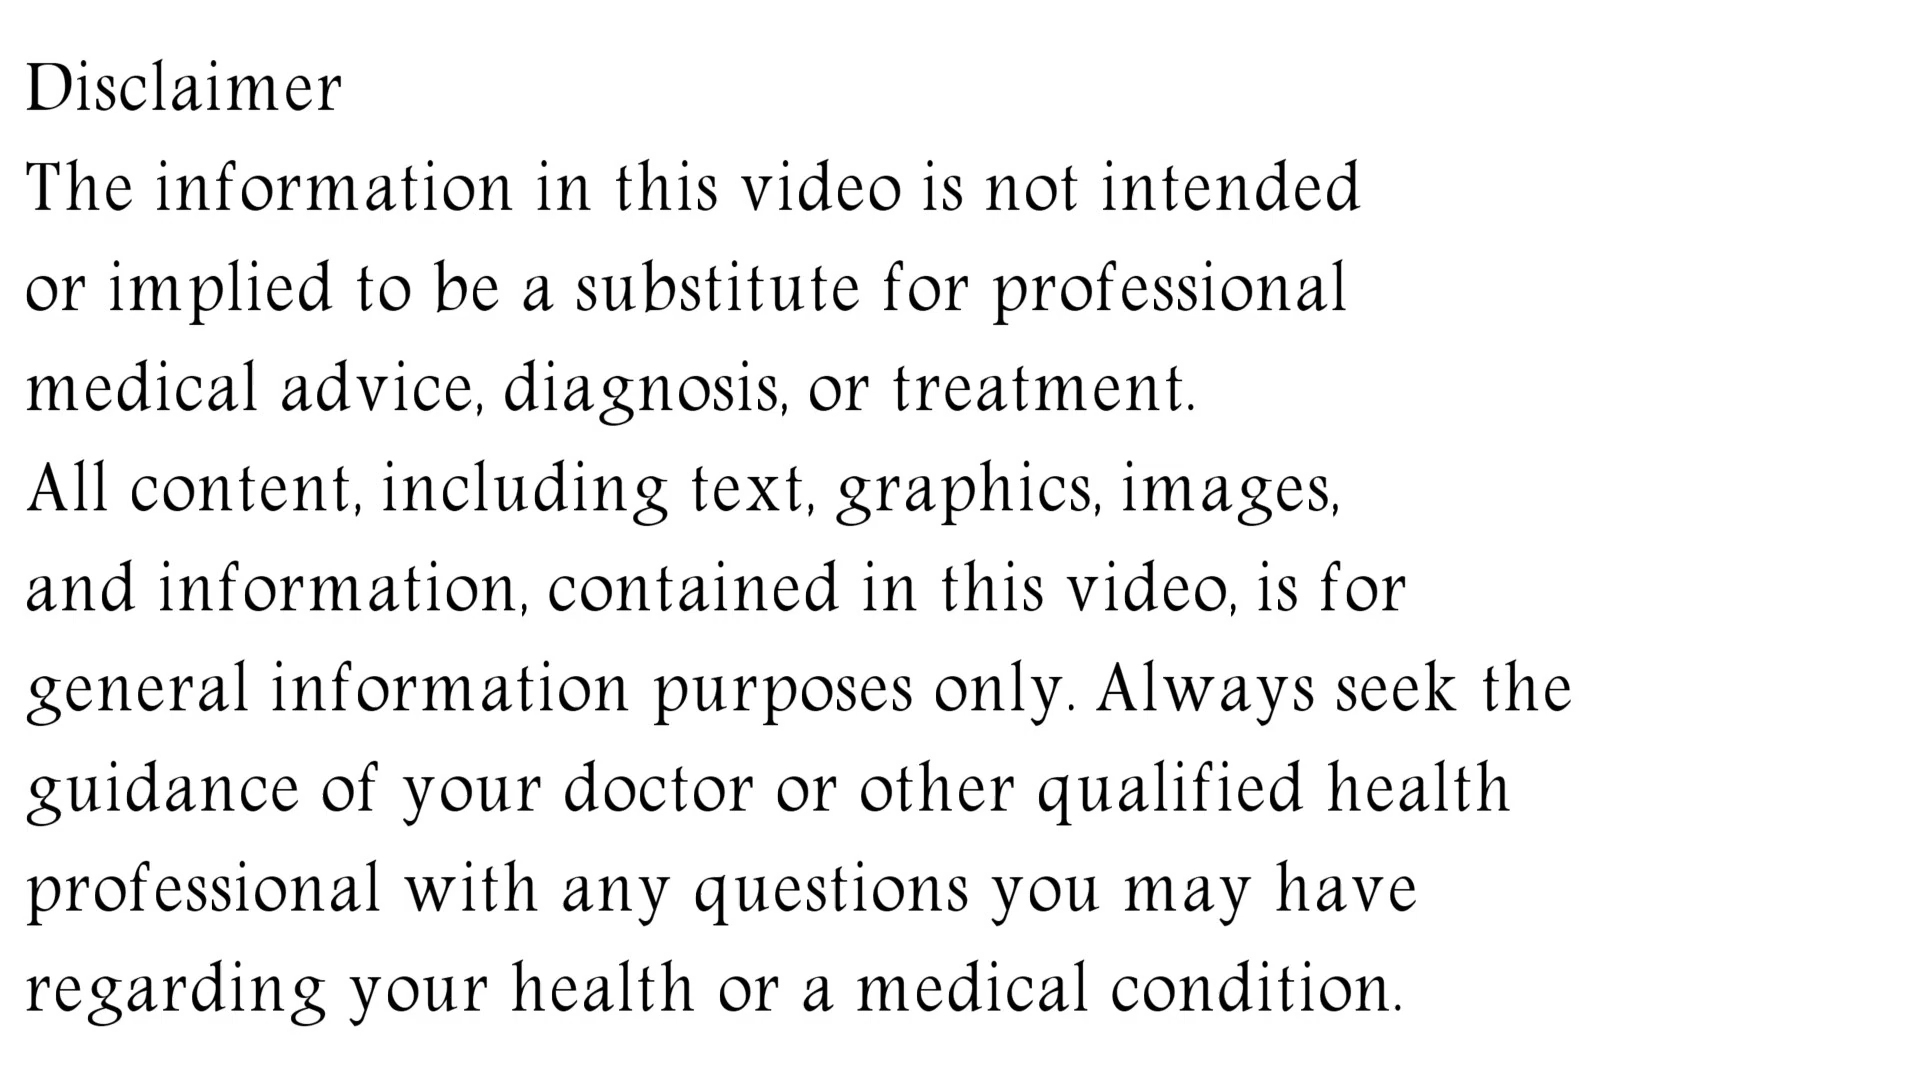 Disclaimer
The information in this video is not intended
or implied to be a substitute for professional
medical advice, diagnosis, or treatment.
All content, including text, graphics, images,
and information, contained in this video, is for
general information purposes only. Always seek the
guidance of your doctor or other qualified health
professional with any questions you may have
regarding your health or a medical condition.